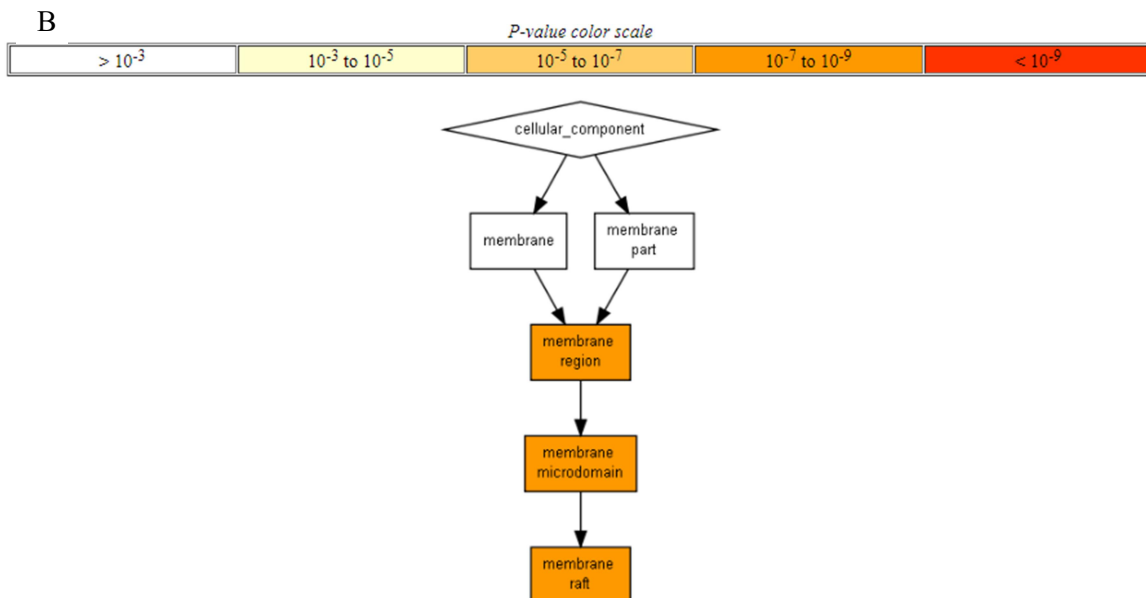 B
P-value color scale
> 10⁻³ 10⁻³ to 10⁻⁵ 10⁻⁵ to 10⁻⁷ 10⁻⁷ to 10⁻⁹ < 10⁻⁹
cellular_component
membrane
membrane
part
membrane
region
membrane
microdomain
membrane
raft